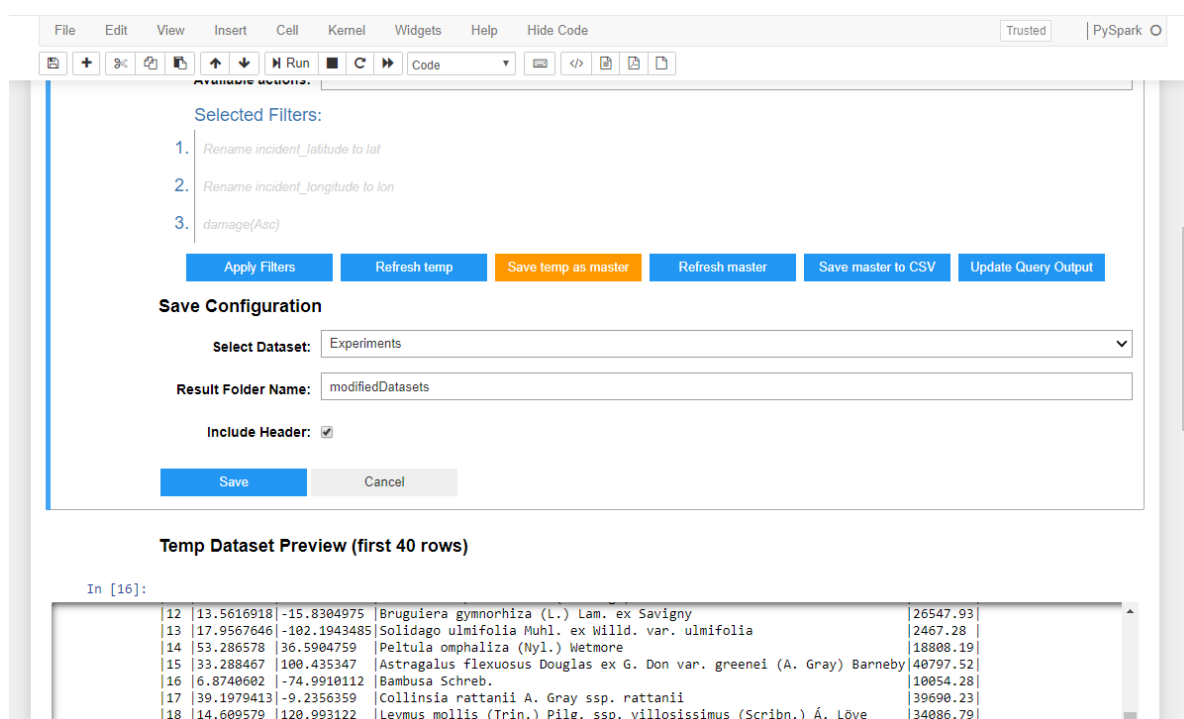 File Edit View Insert Cell Kernel Widgets Help Hide Code Trusted PySpark
Run Code
Available actions:
Selected Filters:
1. Rename incident_latitude to lat
2. Rename incident_longitude to lon
3. damage(Asc)
Apply Filters Refresh temp Save temp as master Refresh master Save master to CSV Update Query Output
Save Configuration
Select Dataset: Experiments
Result Folder Name: modifiedDatasets
Include Header:
Save Cancel
Temp Dataset Preview (first 40 rows)
In [16]:
|12 |13.5616918|-15.8304975 |Bruguiera gymnorhiza (L.) Lam. ex Savigny |26547.93|
|13 |17.9567646|-102.1943485|Solidago ulmifolia Muhl. ex Willd. var. ulmifolia |2467.28 |
|14 |53.286578 |36.5904759 |Peltula omphaliza (Nyl.) Wetmore |18808.19|
|15 |33.288467 |100.435347 |Astragalus flexuosus Douglas ex G. Don var. greenei (A. Gray) Barneby|40797.52|
|16 |6.8740602 |-74.9910112 |Bambusa Schreb. |10054.28|
|17 |39.1979413|-9.2356359 |Collinsia rattanii A. Gray ssp. rattanii |39690.23|
|18 |14.609579 |120.993122 |Leymus mollis (Trin.) Pilg. ssp. villosissimus (Scribn.) Á. Löve |34086.79|